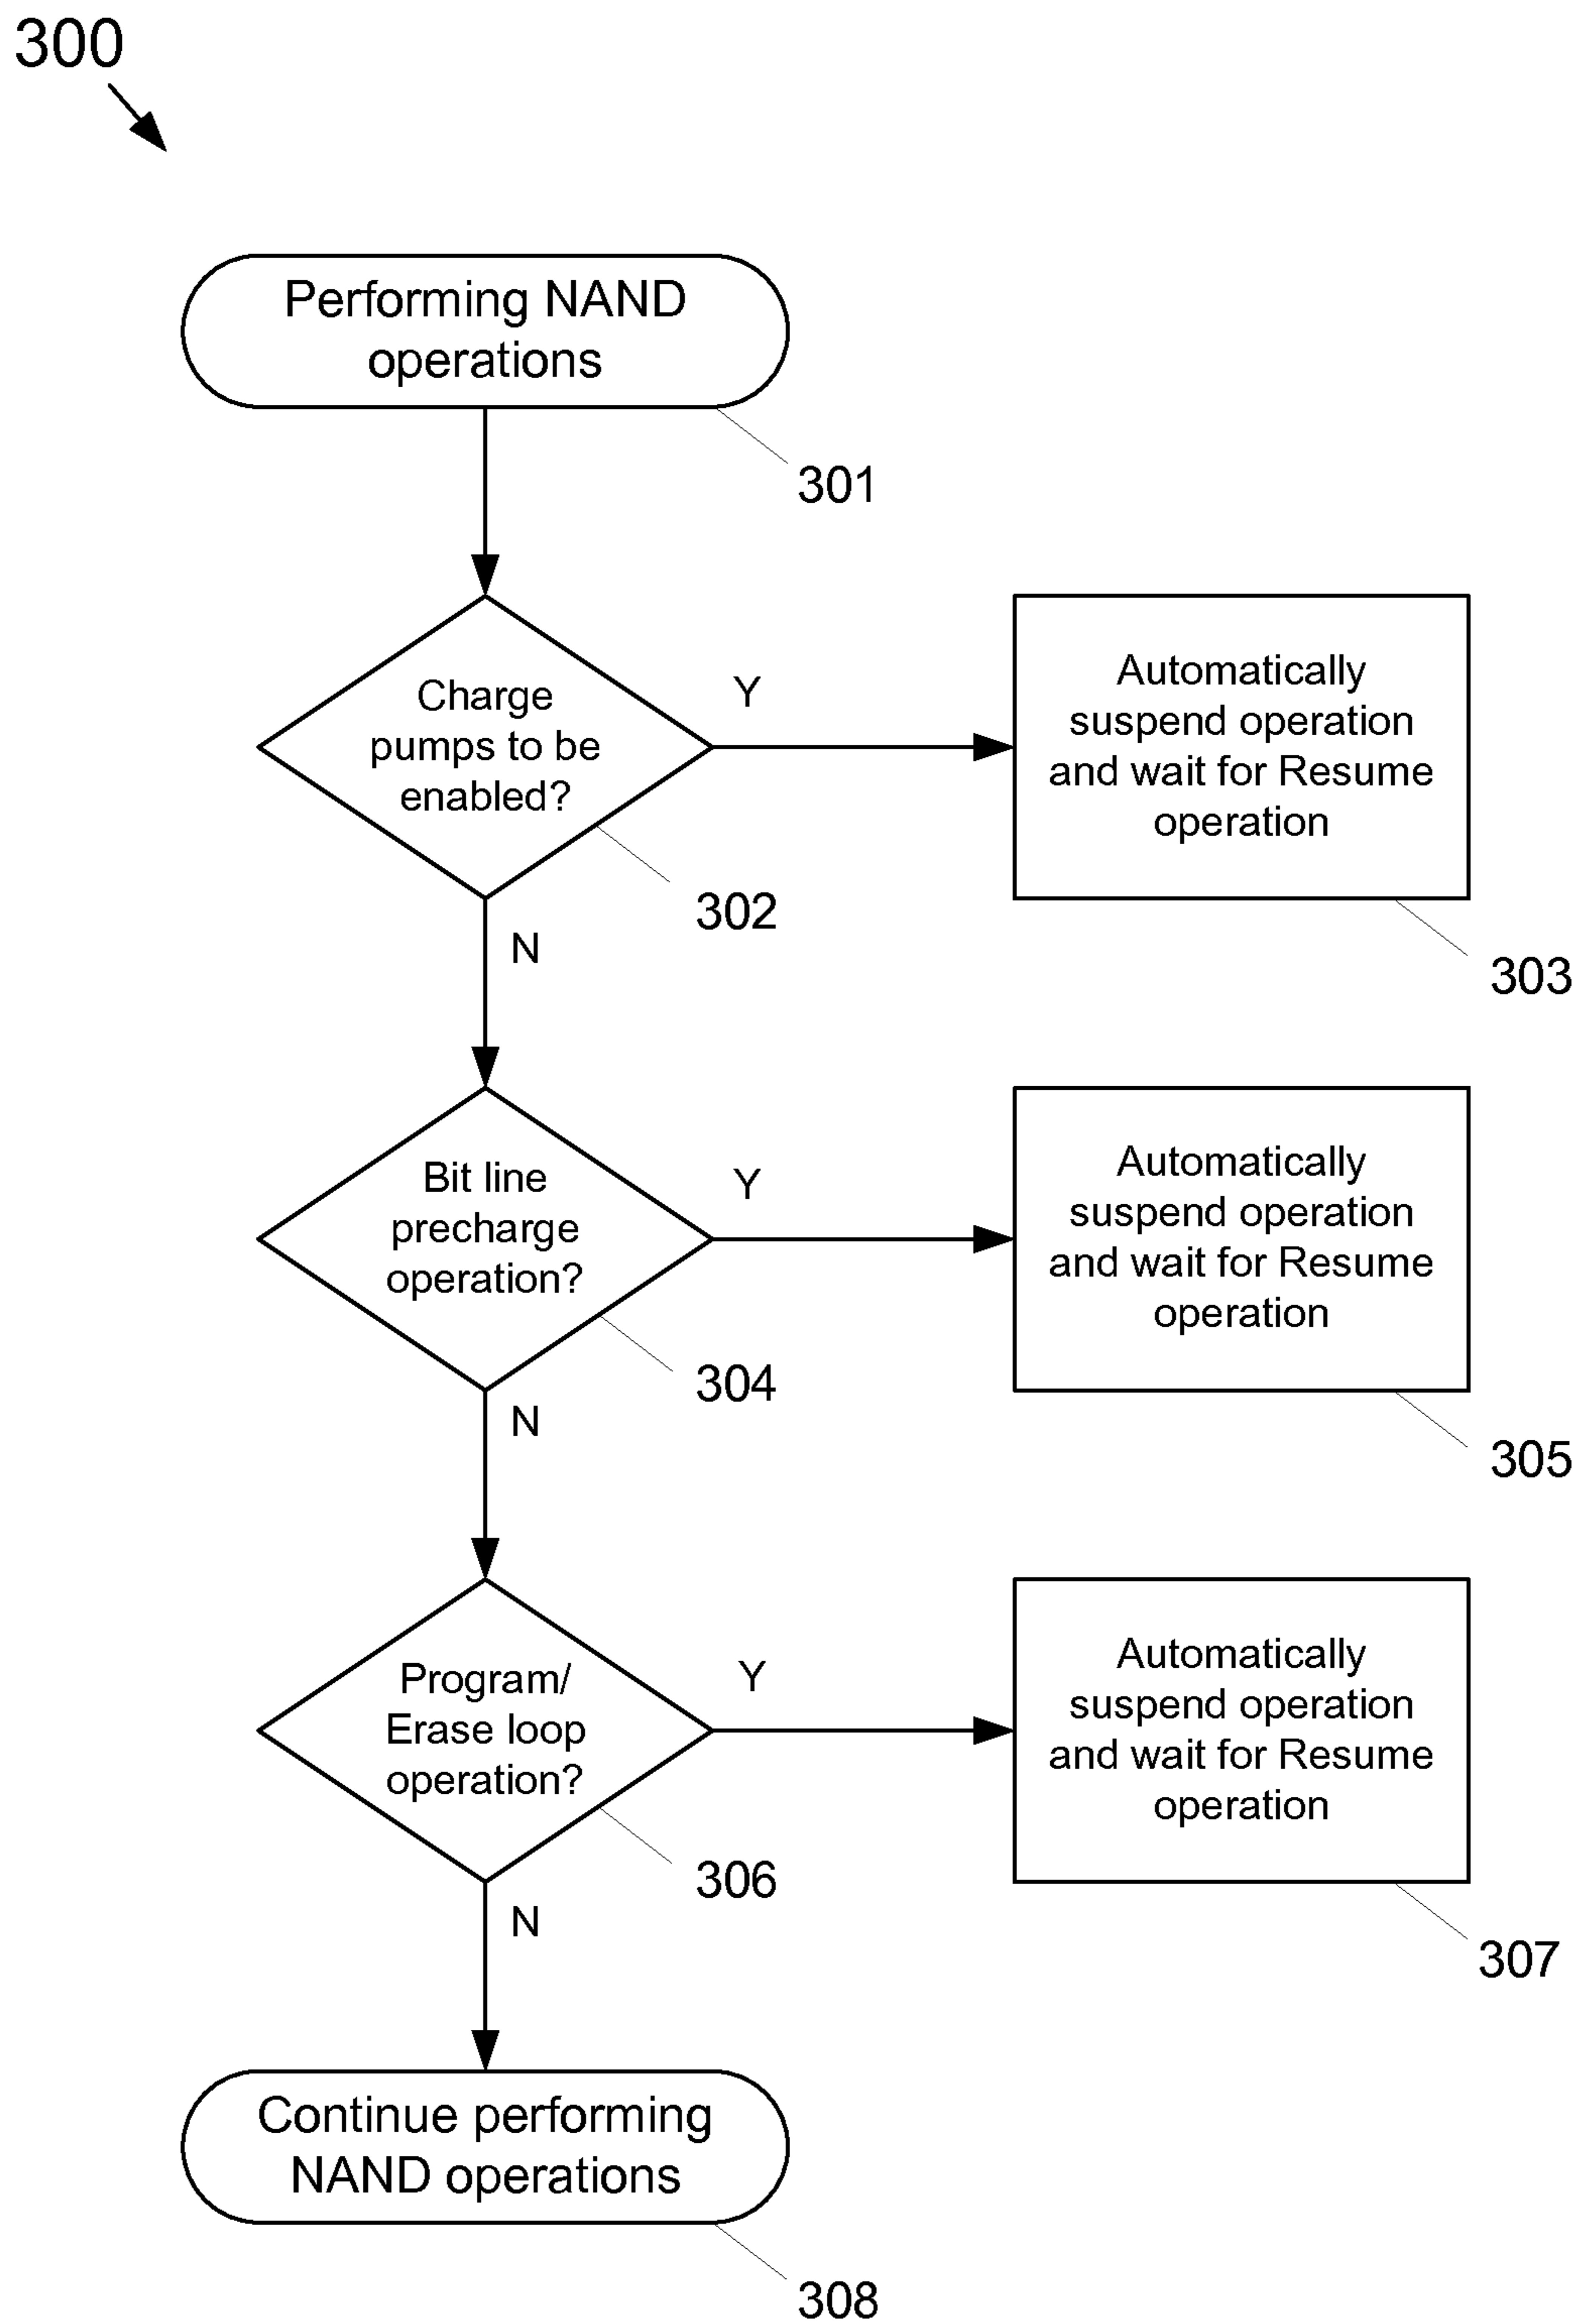 300
Performing NAND
operations
301
Charge
pumps to be
enabled?
302
Y
N
Automatically
suspend operation
and wait for Resume
operation
303
Bit line
precharge
operation?
304
Y
N
Automatically
suspend operation
and wait for Resume
operation
305
Program/
Erase loop
operation?
306
Y
N
Automatically
suspend operation
and wait for Resume
operation
307
Continue performing
NAND operations
308